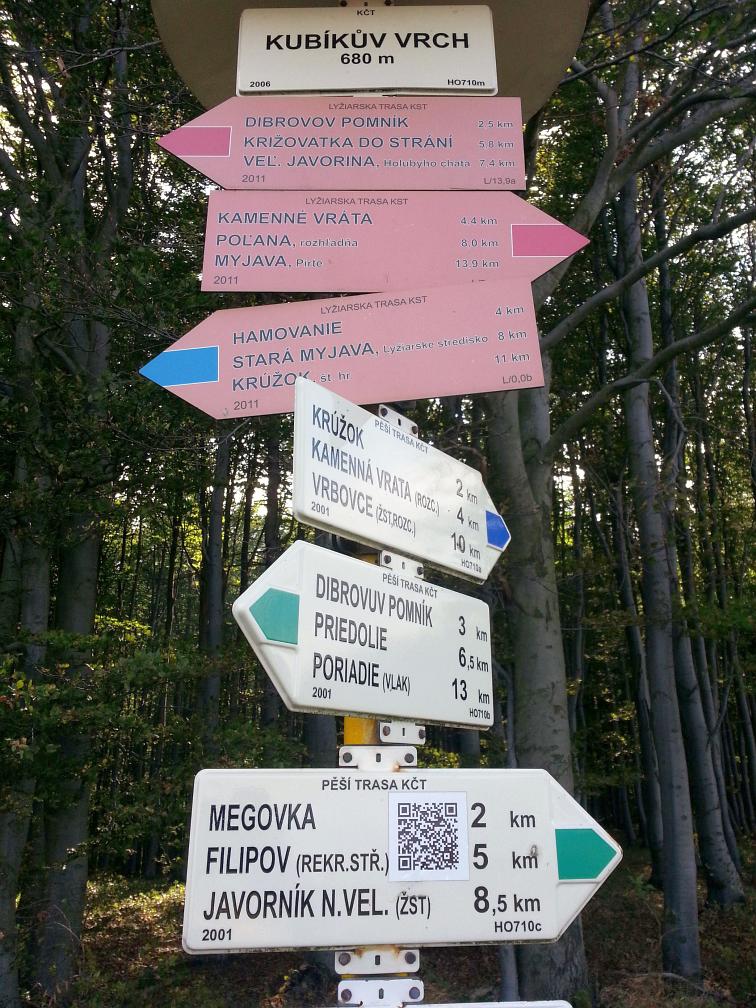 KČT
KUBÍKŮV VRCH
680 m
2006 HO710m
LYŽIARSKA TRASA KST
DIBROVOV POMNÍK 2,5 km
KRIŽOVATKA DO STRÁNÍ 5,8 km
VEĽ. JAVORINA, Holubyho chata 7,4 km
2011 L/13,9a
LYŽIARSKA TRASA KST
KAMENNÉ VRÁTA 4,4 km
POĽANA, rozhľadňa 8,0 km
MYJAVA, Pirte 13,9 km
2011
LYŽIARSKA TRASA KST
HAMOVANIE 4 km
STARÁ MYJAVA, Lyžiarske stredisko 8 km
KRÚŽOK, št. hr. 11 km
2011 L/0,0b
PĚŠÍ TRASA KČT
KRÚŽOK 2 km
KAMENNÁ VRATA (ROZC.) 4 km
VRBOVCE (ŽST,ROZC.) 10 km
2001
PĚŠÍ TRASA KČT
DIBROVUV POMNÍK 3 km
PRIEDOLIE 6,5 km
PORIADIE (VLAK) 13 km
2001 HO710b
PĚŠÍ TRASA KČT
MEGOVKA 2 km
FILIPOV (REKR.STŘ.) 5 km
JAVORNÍK N.VEL. (ŽST) 8,5 km
2001 HO710c